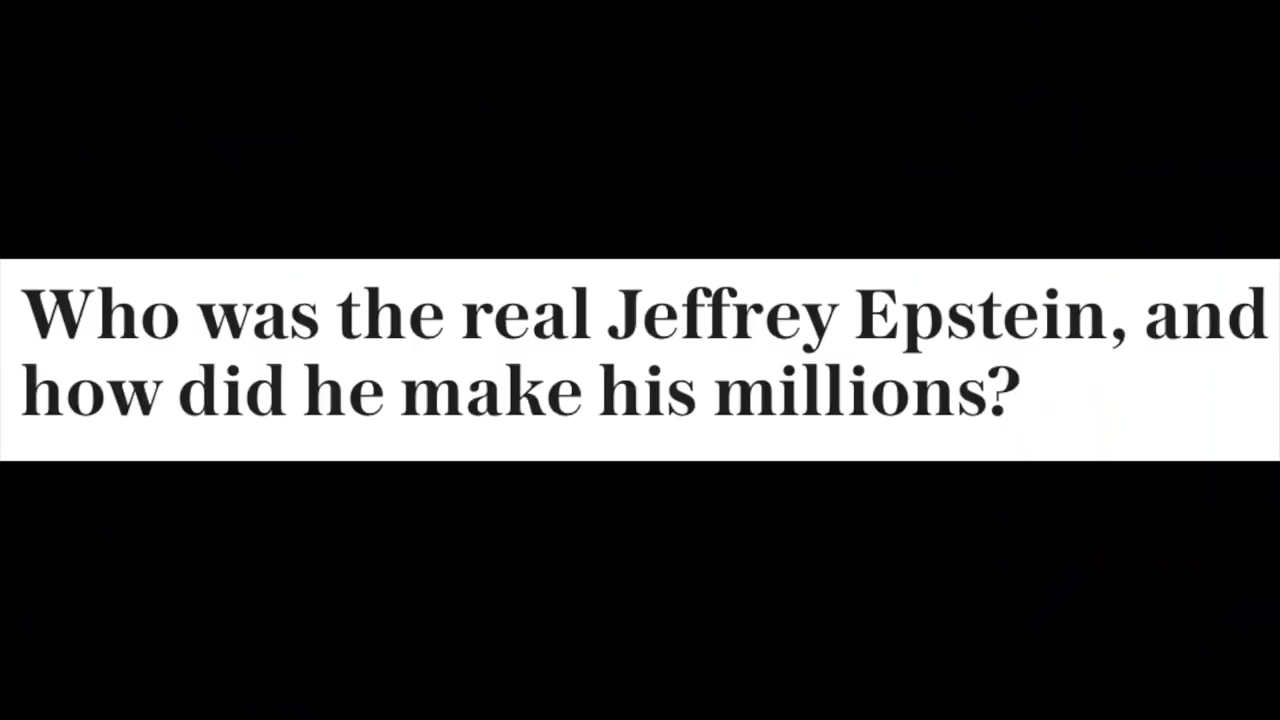 Who was the real Jeffrey Epstein, and
how did he make his millions?